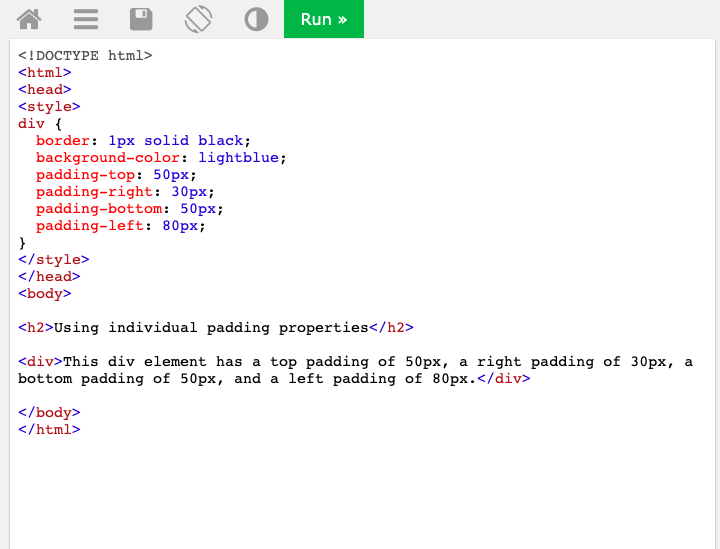 Run »
<!DOCTYPE html>
<html>
<head>
<style>
div {
  border: 1px solid black;
  background-color: lightblue;
  padding-top: 50px;
  padding-right: 30px;
  padding-bottom: 50px;
  padding-left: 80px;
}
</style>
</head>
<body>

<h2>Using individual padding properties</h2>

<div>This div element has a top padding of 50px, a right padding of 30px, a
bottom padding of 50px, and a left padding of 80px.</div>

</body>
</html>